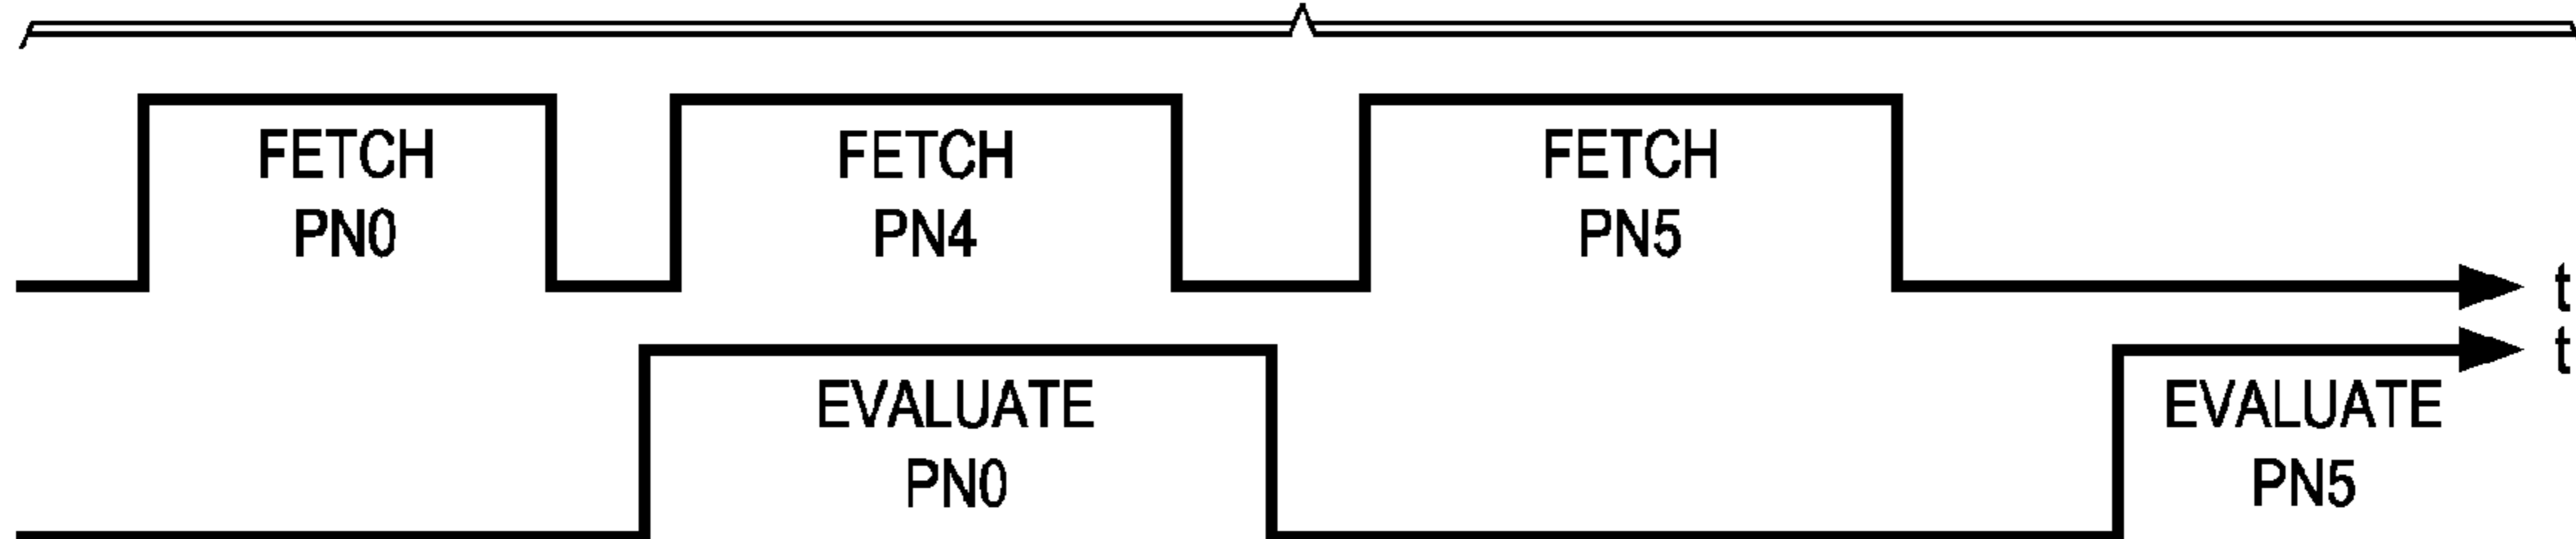 FETCH
PN0
FETCH
PN4
FETCH
PN5
t
t
EVALUATE
PN0
EVALUATE
PN5